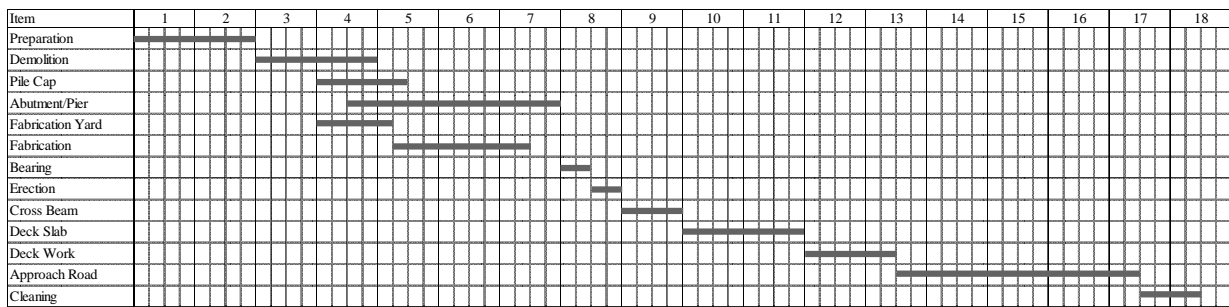 Item 1 2 3 4 5 6 7 8 9 10 11 12 13 14 15 16 17 18
Preparation
Demolition
Pile Cap
Abutment/Pier
Fabrication Yard
Fabrication
Bearing
Erection
Cross Beam
Deck Slab
Deck Work
Approach Road
Cleaning